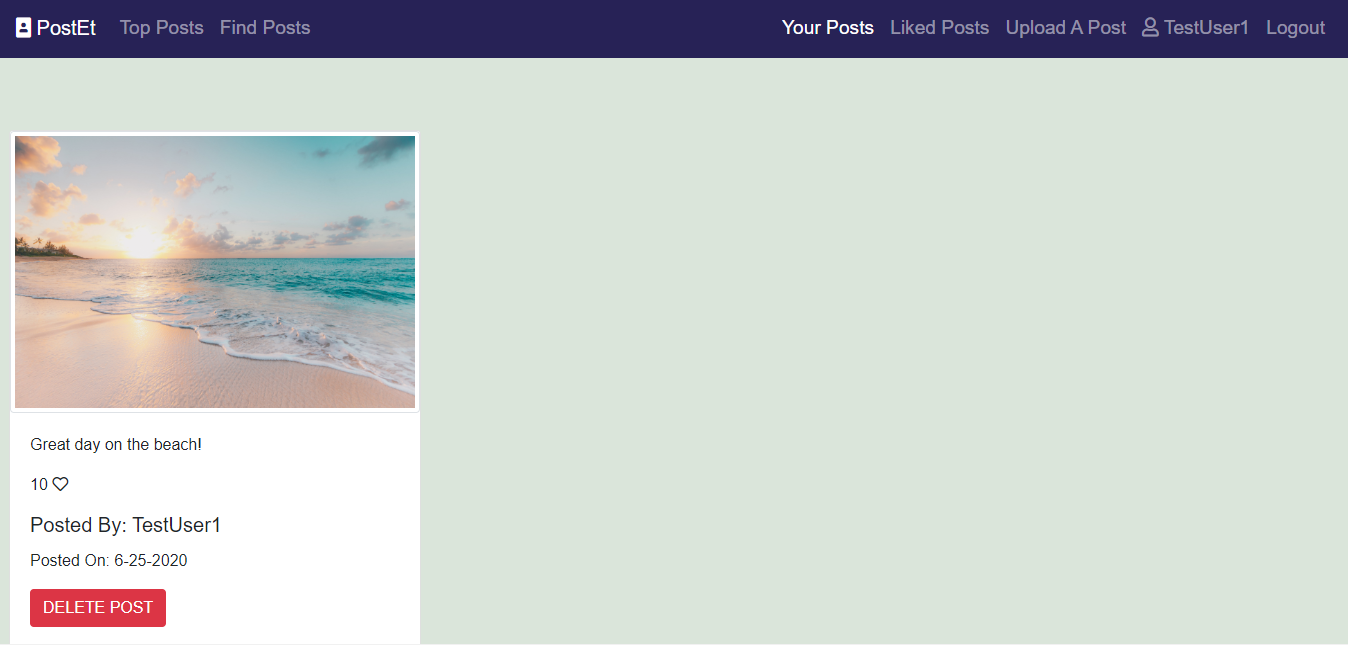 PostEt Top Posts Find Posts Your Posts Liked Posts Upload A Post TestUser1 Logout
Great day on the beach!
10
Posted By: TestUser1
Posted On: 6-25-2020
DELETE POST